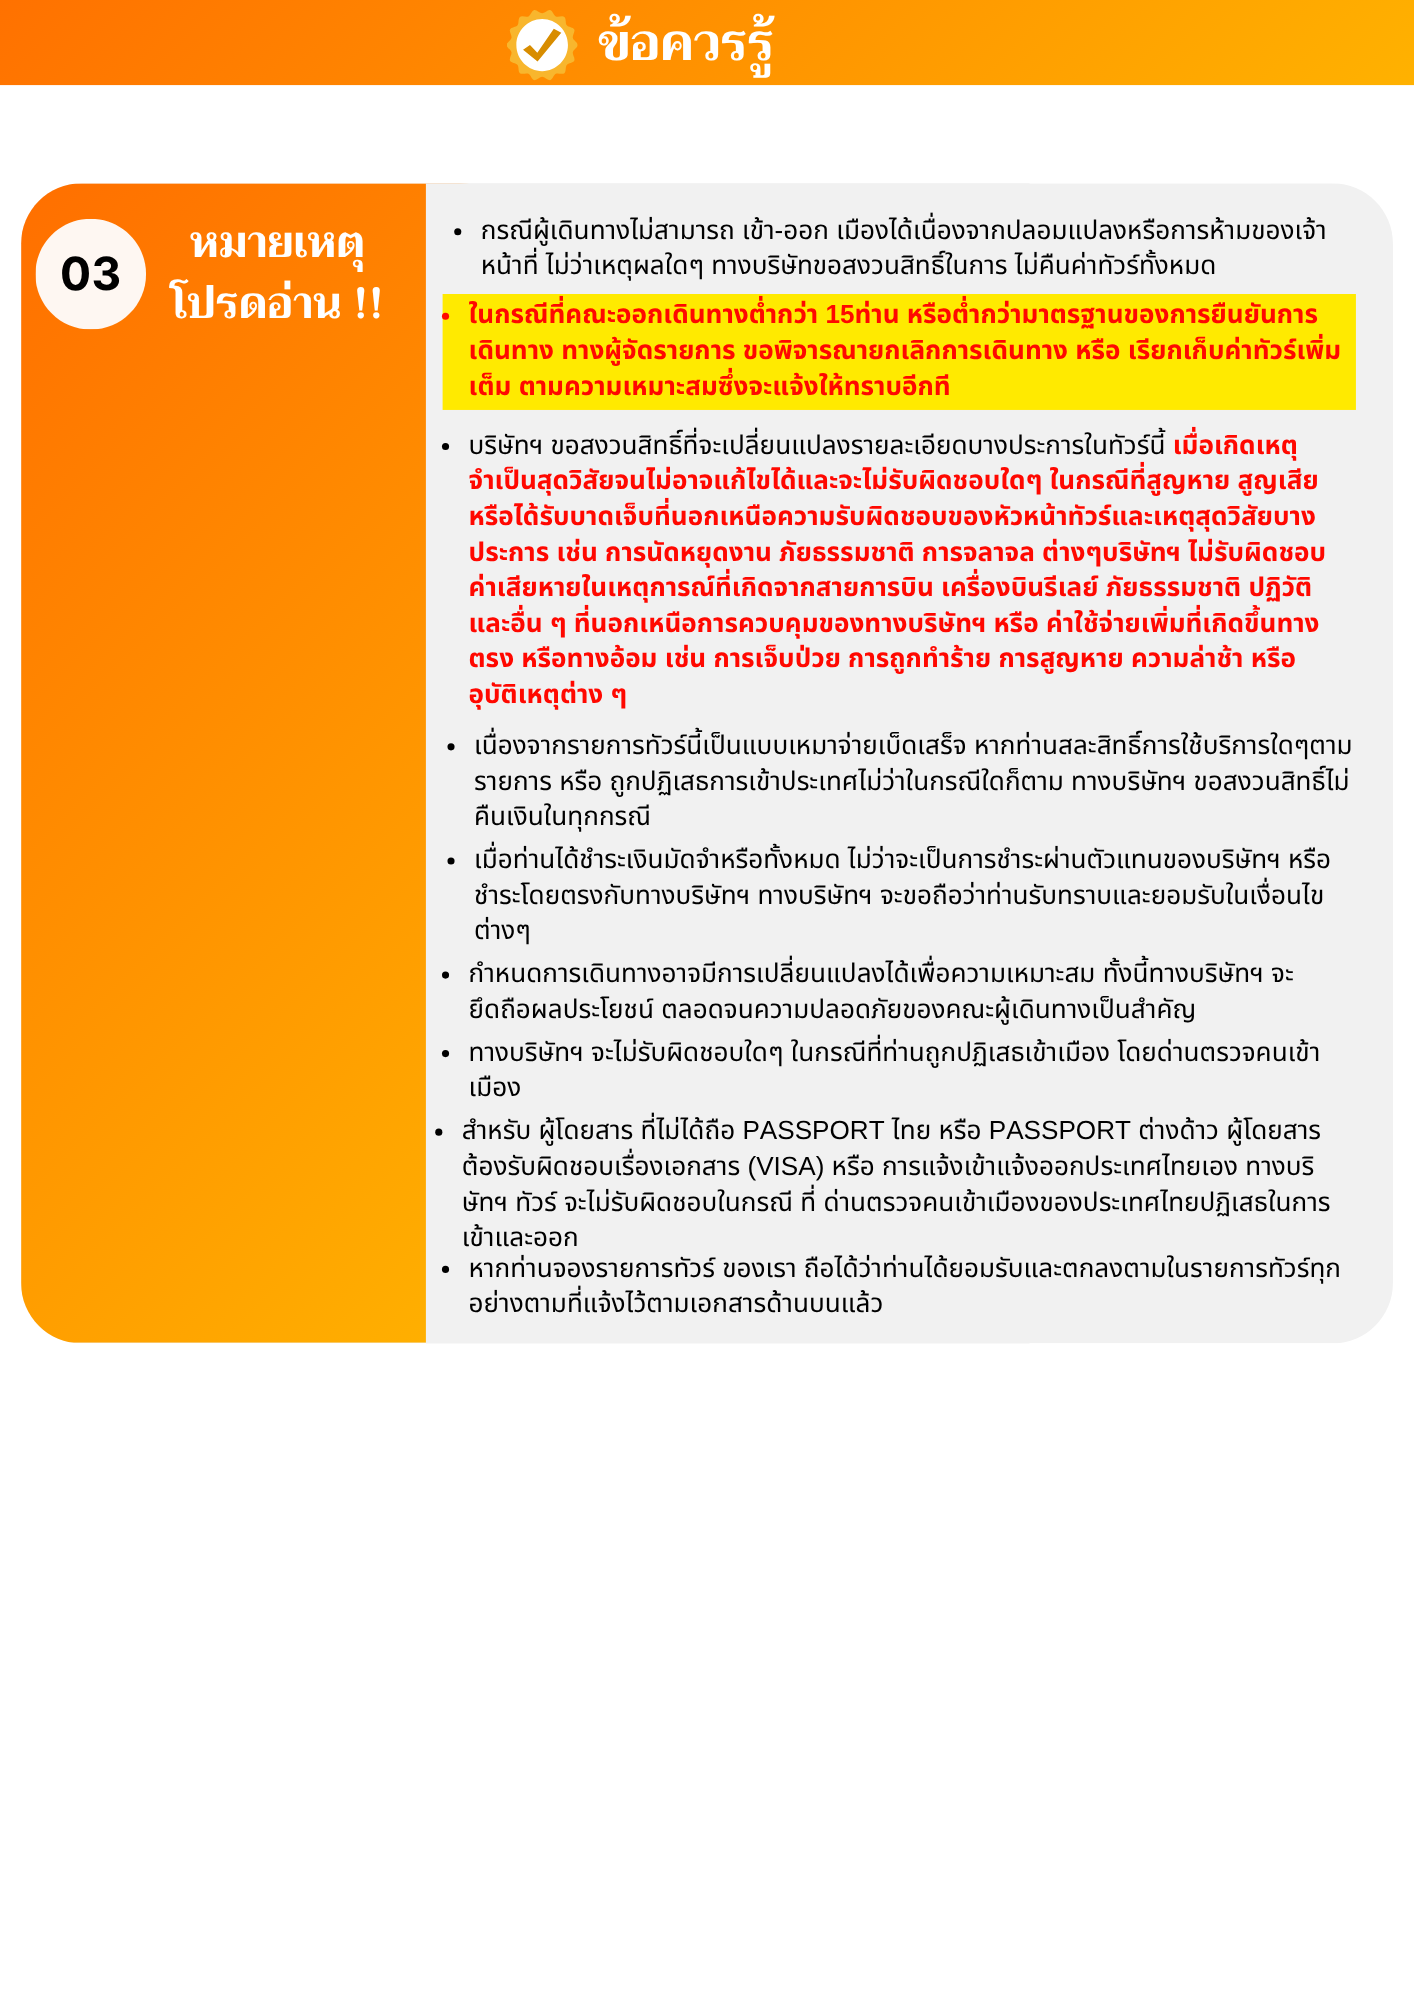 ข้อควรรู้
03
หมายเหตุ
โปรดอ่าน !!
• กรณีผู้เดินทางไม่สามารถ เข้า-ออก เมืองได้เนื่องจากปลอมแปลงหรือการห้ามของเจ้า
หน้าที่ ไม่ว่าเหตุผลใดๆ ทางบริษัทขอสงวนสิทธิ์ในการ ไม่คืนค่าทัวร์ทั้งหมด
• ในกรณีที่คณะออกเดินทางต่ำกว่า 15ท่าน หรือต่ำกว่ามาตรฐานของการยืนยันการ
เดินทาง ทางผู้จัดรายการ ขอพิจารณายกเลิกการเดินทาง หรือ เรียกเก็บค่าทัวร์เพิ่ม
เต็ม ตามความเหมาะสมซึ่งจะแจ้งให้ทราบอีกที
• บริษัทฯ ขอสงวนสิทธิ์ที่จะเปลี่ยนแปลงรายละเอียดบางประการในทัวร์นี้ เมื่อเกิดเหตุ
จำเป็นสุดวิสัยจนไม่อาจแก้ไขได้และจะไม่รับผิดชอบใดๆ ในกรณีที่สูญหาย สูญเสีย
หรือได้รับบาดเจ็บที่นอกเหนือความรับผิดชอบของหัวหน้าทัวร์และเหตุสุดวิสัยบาง
ประการ เช่น การนัดหยุดงาน ภัยธรรมชาติ การจลาจล ต่างๆบริษัทฯ ไม่รับผิดชอบ
ค่าเสียหายในเหตุการณ์ที่เกิดจากสายการบิน เครื่องบินรีเลย์ ภัยธรรมชาติ ปฏิวัติ
และอื่น ๆ ที่นอกเหนือการควบคุมของทางบริษัทฯ หรือ ค่าใช้จ่ายเพิ่มที่เกิดขึ้นทาง
ตรง หรือทางอ้อม เช่น การเจ็บป่วย การถูกทำร้าย การสูญหาย ความล่าช้า หรือ
อุบัติเหตุต่าง ๆ
• เนื่องจากรายการทัวร์นี้เป็นแบบเหมาจ่ายเบ็ดเสร็จ หากท่านสละสิทธิ์การใช้บริการใดๆตาม
รายการ หรือ ถูกปฏิเสธการเข้าประเทศไม่ว่าในกรณีใดก็ตาม ทางบริษัทฯ ขอสงวนสิทธิ์ไม่
คืนเงินในทุกกรณี
• เมื่อท่านได้ชำระเงินมัดจำหรือทั้งหมด ไม่ว่าจะเป็นการชำระผ่านตัวแทนของบริษัทฯ หรือ
ชำระโดยตรงกับทางบริษัทฯ ทางบริษัทฯ จะขอถือว่าท่านรับทราบและยอมรับในเงื่อนไข
ต่างๆ
• กำหนดการเดินทางอาจมีการเปลี่ยนแปลงได้เพื่อความเหมาะสม ทั้งนี้ทางบริษัทฯ จะ
ยึดถือผลประโยชน์ ตลอดจนความปลอดภัยของคณะผู้เดินทางเป็นสำคัญ
• ทางบริษัทฯ จะไม่รับผิดชอบใดๆ ในกรณีที่ท่านถูกปฏิเสธเข้าเมือง โดยด่านตรวจคนเข้า
เมือง
• สำหรับ ผู้โดยสาร ที่ไม่ได้ถือ PASSPORT ไทย หรือ PASSPORT ต่างด้าว ผู้โดยสาร
ต้องรับผิดชอบเรื่องเอกสาร (VISA) หรือ การแจ้งเข้าแจ้งออกประเทศไทยเอง ทางบริ
ษัทฯ ทัวร์ จะไม่รับผิดชอบในกรณี ที่ ด่านตรวจคนเข้าเมืองของประเทศไทยปฏิเสธในการ
เข้าและออก
• หากท่านจองรายการทัวร์ ของเรา ถือได้ว่าท่านได้ยอมรับและตกลงตามในรายการทัวร์ทุก
อย่างตามที่แจ้งไว้ตามเอกสารด้านบนแล้ว